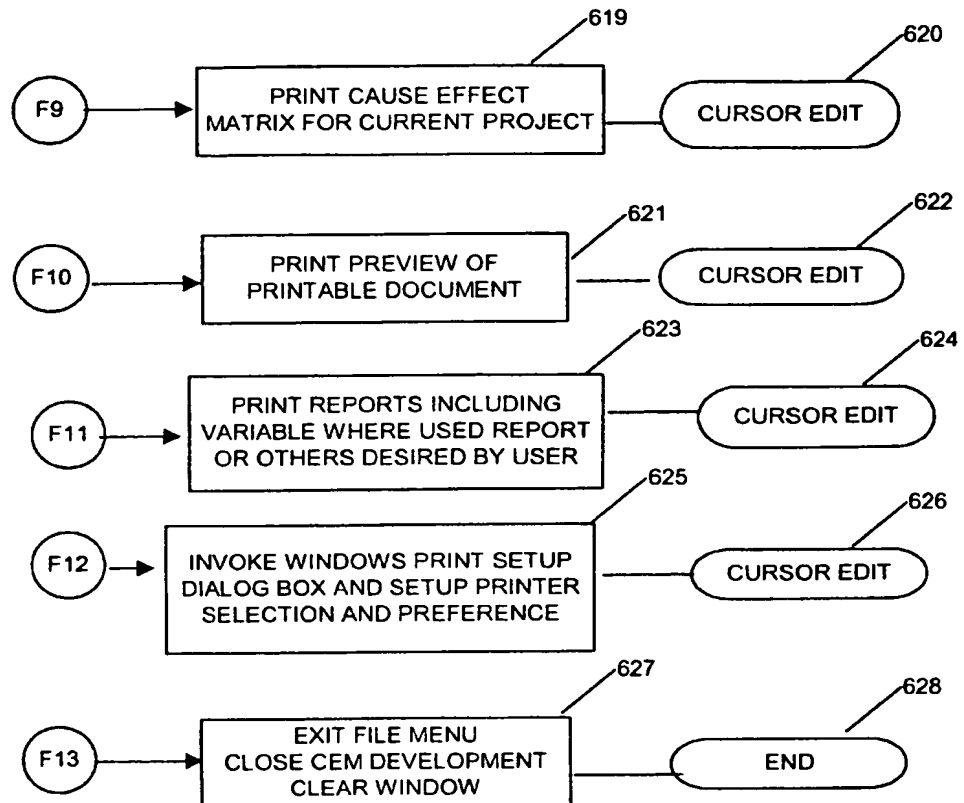 619
620
F9
PRINT CAUSE EFFECT
MATRIX FOR CURRENT PROJECT
CURSOR EDIT
621
622
F10
PRINT PREVIEW OF
PRINTABLE DOCUMENT
CURSOR EDIT
623
624
F11
PRINT REPORTS INCLUDING
VARIABLE WHERE USED REPORT
OR OTHERS DESIRED BY USER
CURSOR EDIT
625
626
F12
INVOKE WINDOWS PRINT SETUP
DIALOG BOX AND SETUP PRINTER
SELECTION AND PREFERENCE
CURSOR EDIT
627
628
F13
EXIT FILE MENU
CLOSE CEM DEVELOPMENT
CLEAR WINDOW
END